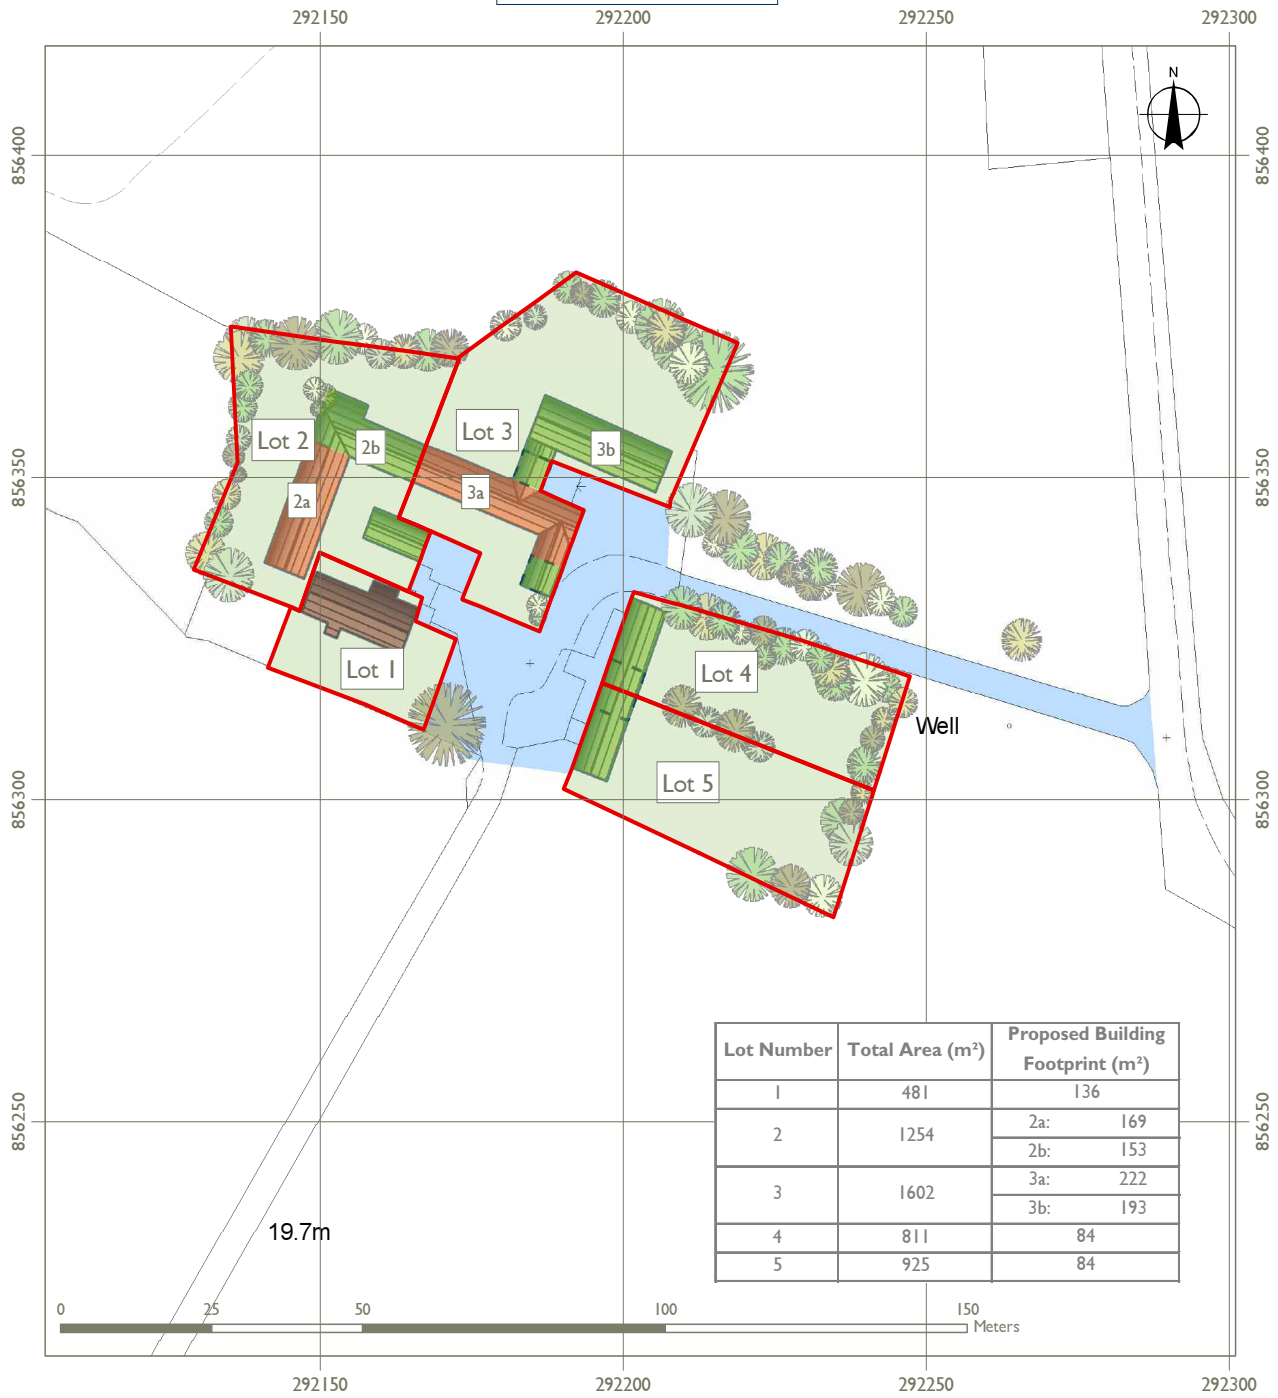 292150 292200 292250 292300
N
856400 856400
Lot 2
2b
Lot 3
3b
2a
3a
856350 856350
Lot 1
Lot 4
Well
Lot 5
856300 856300
Lot Number Total Area (m²) Proposed Building Footprint (m²)
1 481 136
2 1254 2a: 169
2b: 153
3 1602 3a: 222
3b: 193
4 811 84
5 925 84
856250 856250
19.7m
0 25 50 100 150
Meters
292150 292200 292250 292300